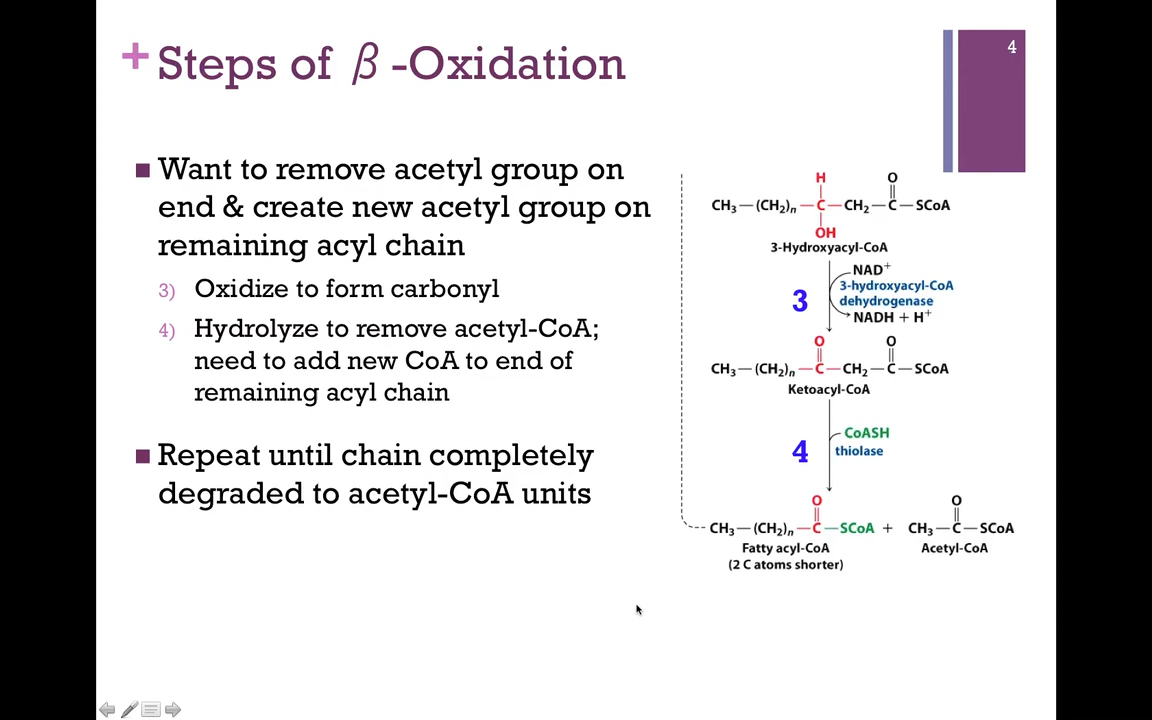 4
+ Steps of β -Oxidation
■ Want to remove acetyl group on
end & create new acetyl group on
remaining acyl chain
3) Oxidize to form carbonyl
4) Hydrolyze to remove acetyl-CoA;
need to add new CoA to end of
remaining acyl chain
■ Repeat until chain completely
degraded to acetyl-CoA units
H O
CH₃—(CH₂)ₙ—C—CH₂—C—SCoA
OH
3-Hydroxyacyl-CoA
NAD⁺
3-hydroxyacyl-CoA
3 dehydrogenase
NADH + H⁺
O O
CH₃—(CH₂)ₙ—C—CH₂—C—SCoA
Ketoacyl-CoA
CoASH
4 thiolase
O O
CH₃—(CH₂)ₙ—C—SCoA + CH₃—C—SCoA
Fatty acyl-CoA Acetyl-CoA
(2 C atoms shorter)